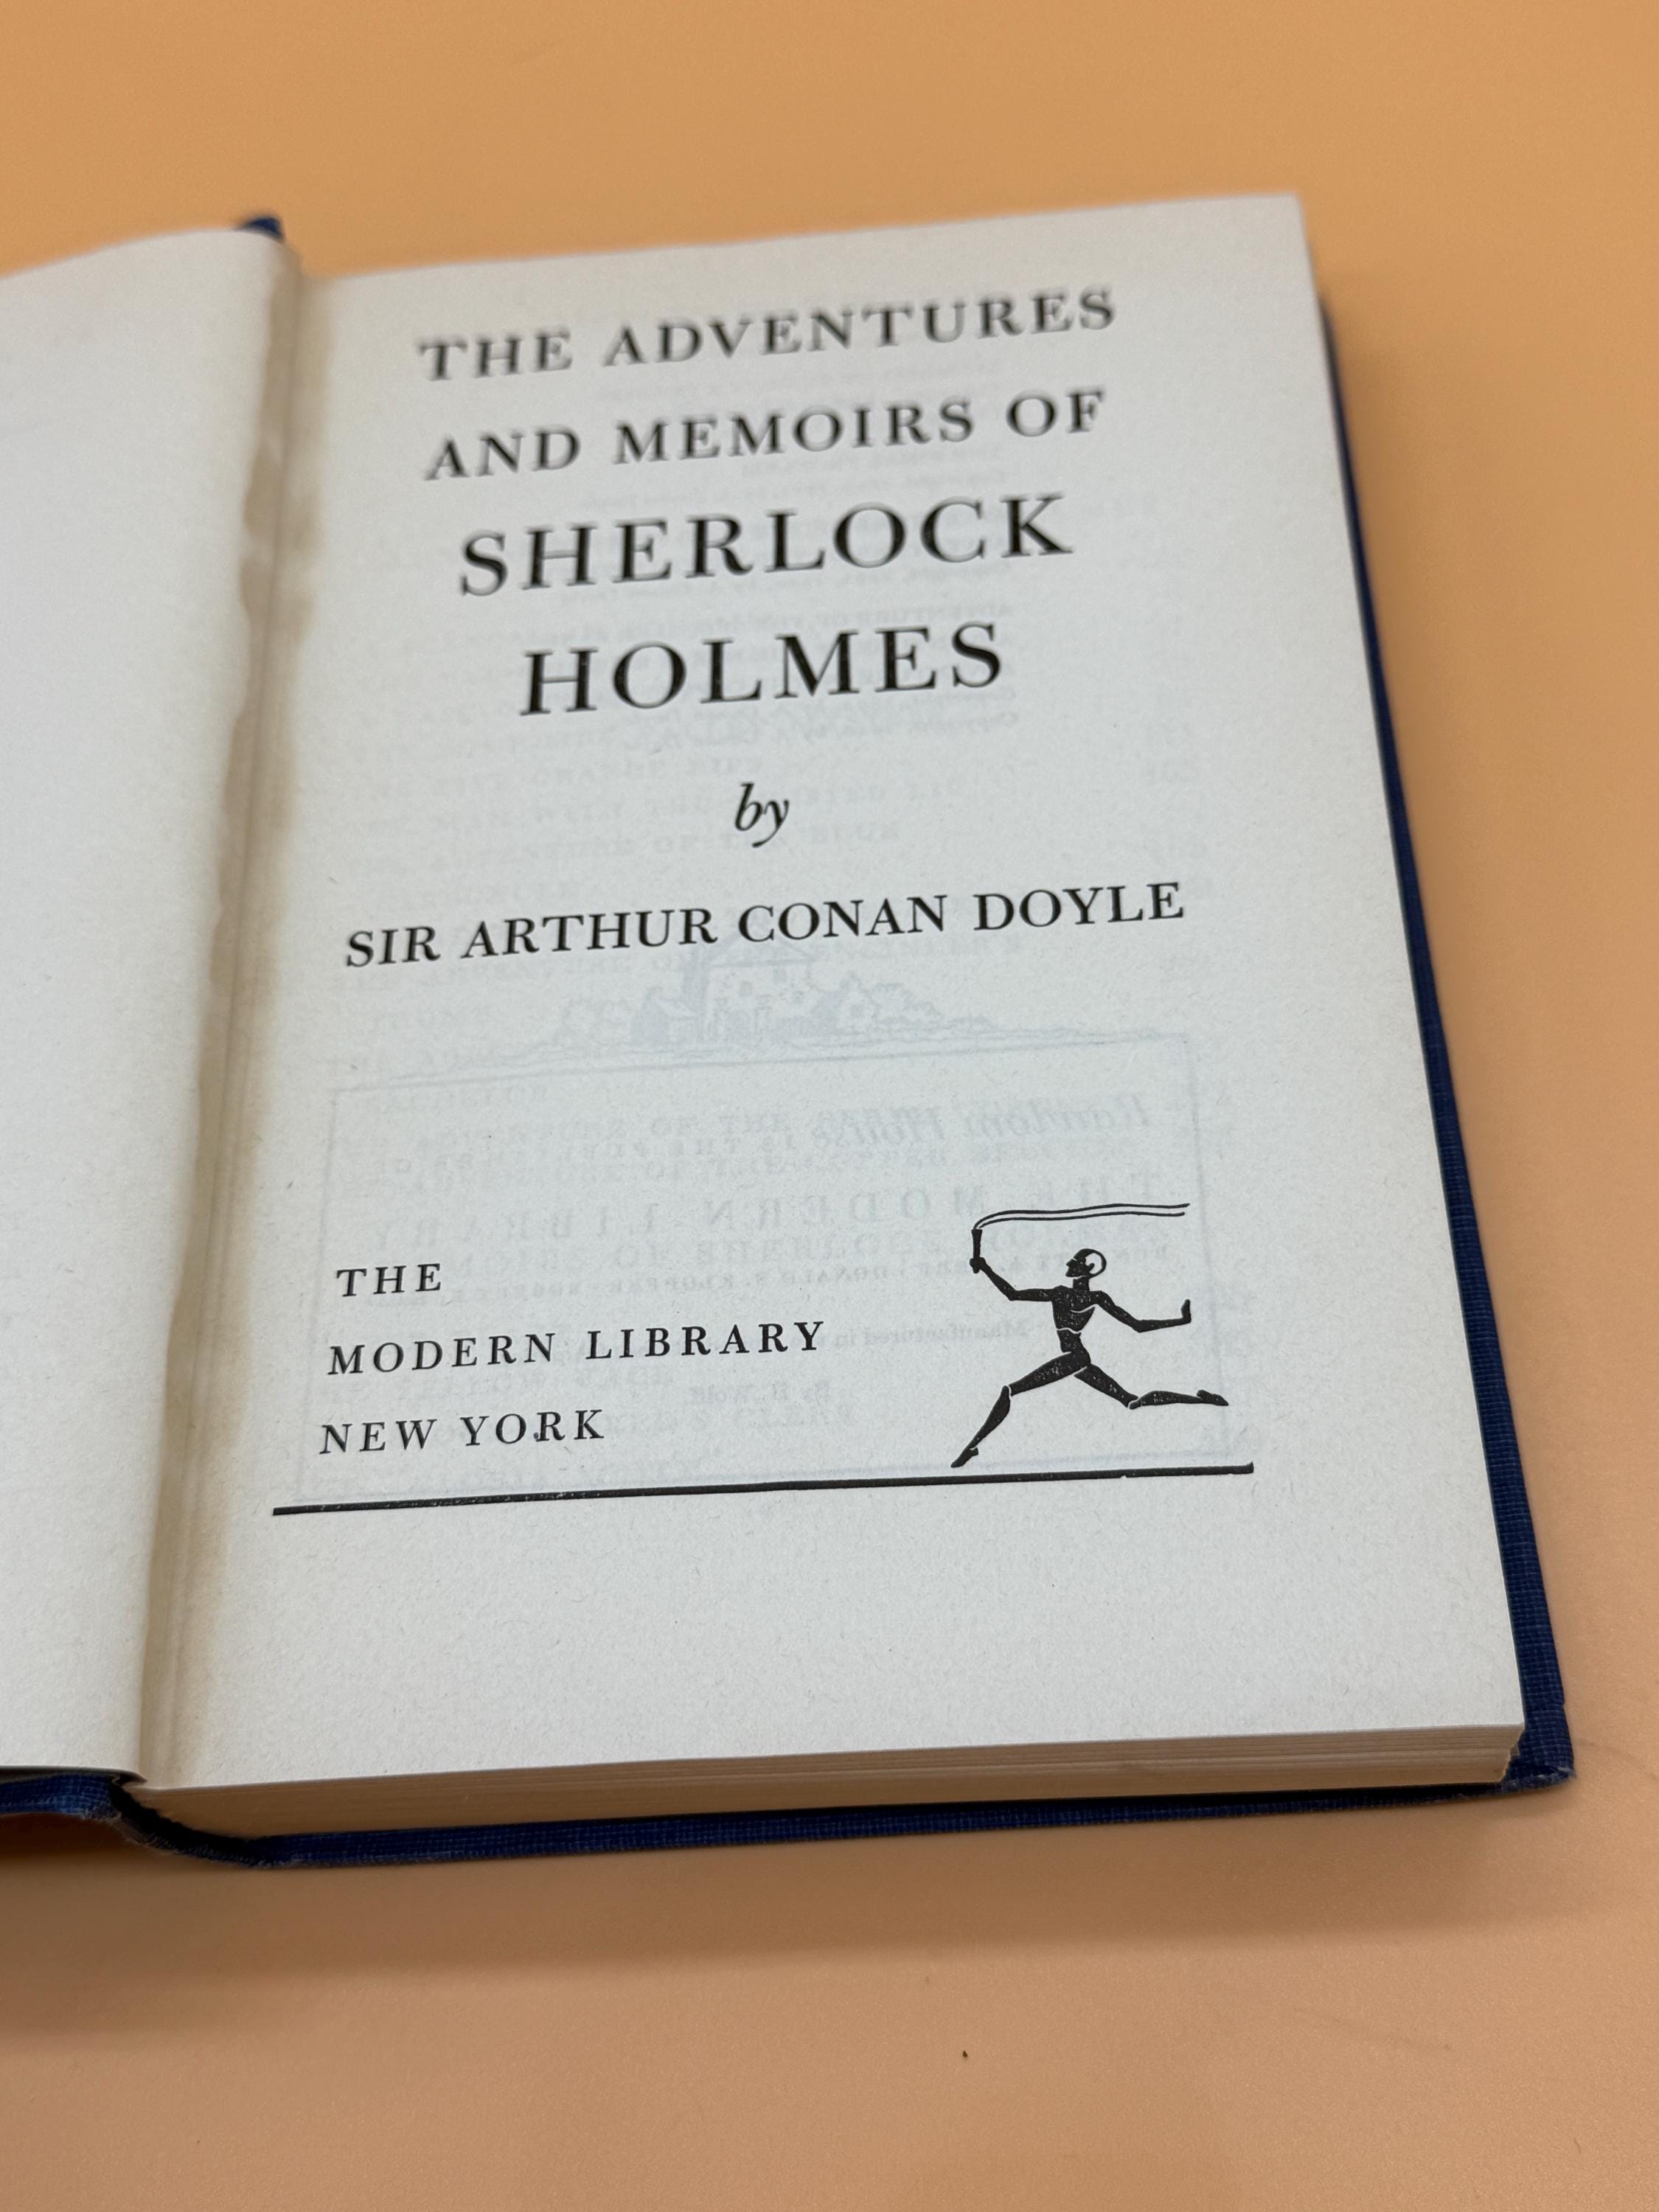 THE ADVENTURES
AND MEMOIRS OF
SHERLOCK
HOLMES
by
SIR ARTHUR CONAN DOYLE
THE
MODERN LIBRARY
NEW YORK